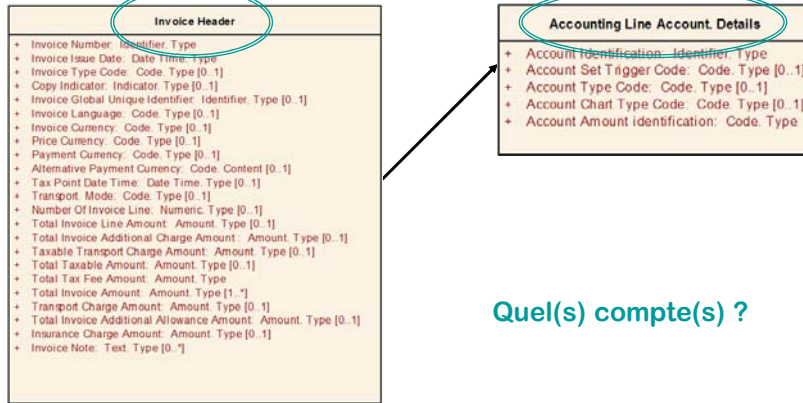 Invoice Header
+ Invoice Number: Identifier. Type
+ Invoice Issue Date: Date Time. Type
+ Invoice Type Code: Code. Type [0..1]
+ Copy Indicator: Indicator. Type [0..1]
+ Invoice Global Unique Identifier: Identifier. Type [0..1]
+ Invoice Language: Code. Type [0..1]
+ Invoice Currency: Code. Type [0..1]
+ Price Currency: Code. Type [0..1]
+ Payment Currency: Code. Type [0..1]
+ Alternative Payment Currency: Code. Content [0..1]
+ Tax Point Date Time: Date Time. Type [0..1]
+ Transport. Mode: Code. Type [0..1]
+ Number Of Invoice Line: Numeric. Type [0..1]
+ Total Invoice Line Amount: Amount. Type [0..1]
+ Total Invoice Additional Charge Amount : Amount. Type [0..1]
+ Taxable Transport Charge Amount: Amount. Type [0..1]
+ Total Taxable Amount: Amount. Type [0..1]
+ Total Tax Fee Amount: Amount. Type
+ Total Invoice Amount: Amount. Type [1..*]
+ Transport Charge Amount: Amount. Type [0..1]
+ Total Invoice Additional Allowance Amount: Amount. Type [0..1]
+ Insurance Charge Amount: Amount. Type [0..1]
+ Invoice Note: Text. Type [0..*]
Accounting Line Account. Details
+ Account Identification: Identifier. Type
+ Account Set Trigger Code: Code. Type [0..1]
+ Account Type Code: Code. Type [0..1]
+ Account Chart Type Code: Code. Type [0..1]
+ Account Amount identification: Code. Type
Quel(s) compte(s) ?